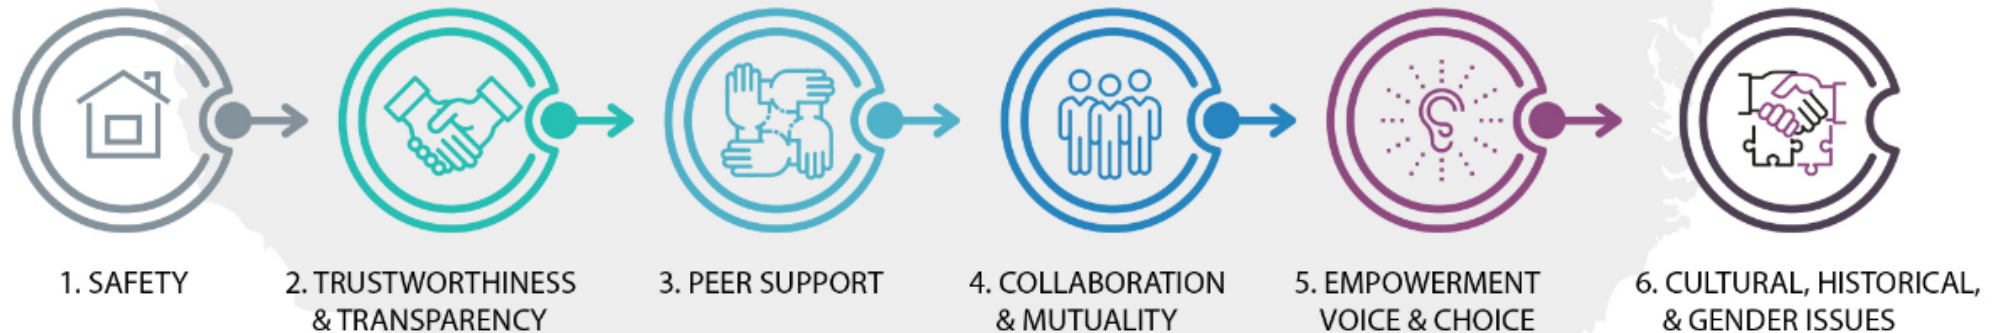 1. SAFETY
2. TRUSTWORTHINESS
& TRANSPARENCY
3. PEER SUPPORT
4. COLLABORATION
& MUTUALITY
5. EMPOWERMENT
VOICE & CHOICE
6. CULTURAL, HISTORICAL,
& GENDER ISSUES